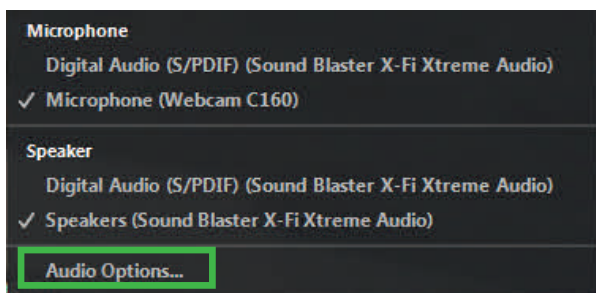 Microphone
Digital Audio (S/PDIF) (Sound Blaster X-Fi Xtreme Audio)
✓ Microphone (Webcam C160)
Speaker
Digital Audio (S/PDIF) (Sound Blaster X-Fi Xtreme Audio)
✓ Speakers (Sound Blaster X-Fi Xtreme Audio)
Audio Options...